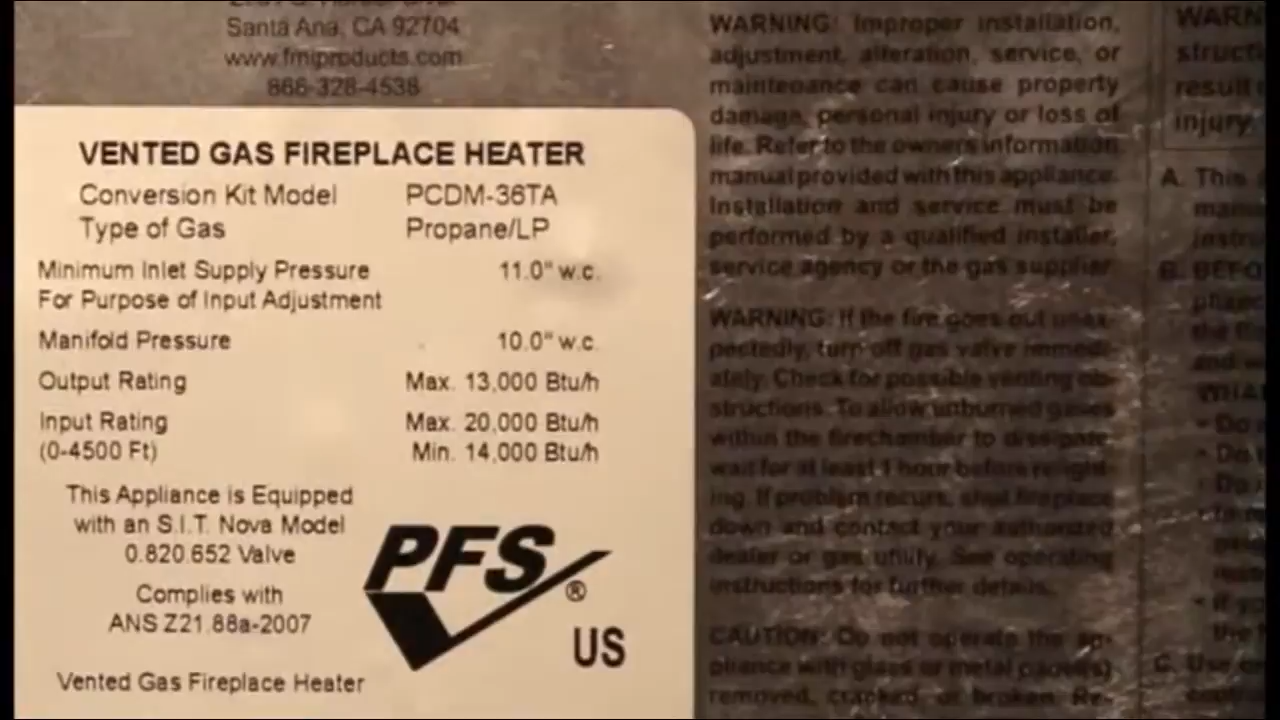 Santa Ana, CA 92704
www.fmiproducts.com
866-328-4538
VENTED GAS FIREPLACE HEATER
Conversion Kit Model PCDM-36TA
Type of Gas Propane/LP
Minimum Inlet Supply Pressure 11.0" w.c.
For Purpose of Input Adjustment
Manifold Pressure 10.0" w.c.
Output Rating Max. 13,000 Btu/h
Input Rating Max. 20,000 Btu/h
(0-4500 Ft) Min. 14,000 Btu/h
This Appliance is Equipped
with an S.I.T. Nova Model
0.820.652 Valve
Complies with
ANS Z21.88a-2007
Vented Gas Fireplace Heater
PFS
®
US
WARNING: Improper installation,
adjustment, alteration, service, or
maintenance can cause property
damage, personal injury or loss of
life. Refer to the owners information
manual provided with this appliance.
Installation and service must be
performed by a qualified installer,
service agency or the gas supplier.
WARNING: If the fire goes out unex-
pectedly, turn off gas valve immedi-
ately. Check for possible venting ob-
structions. To allow unburned gases
within the firechamber to dissipate,
wait for at least 1 hour before relight-
ing. If problem recurs, shut fireplace
down and contact your authorized
dealer or gas utility. See operating
instructions for further details.
CAUTION: Do not operate the ap-
pliance with glass or metal panel(s)
removed, cracked, or broken. Re-
WARN
structi
result
injury
A. This
B. BEFO
and
WHA
• Do
• Do
• Do
• If yo
the f
C. Use